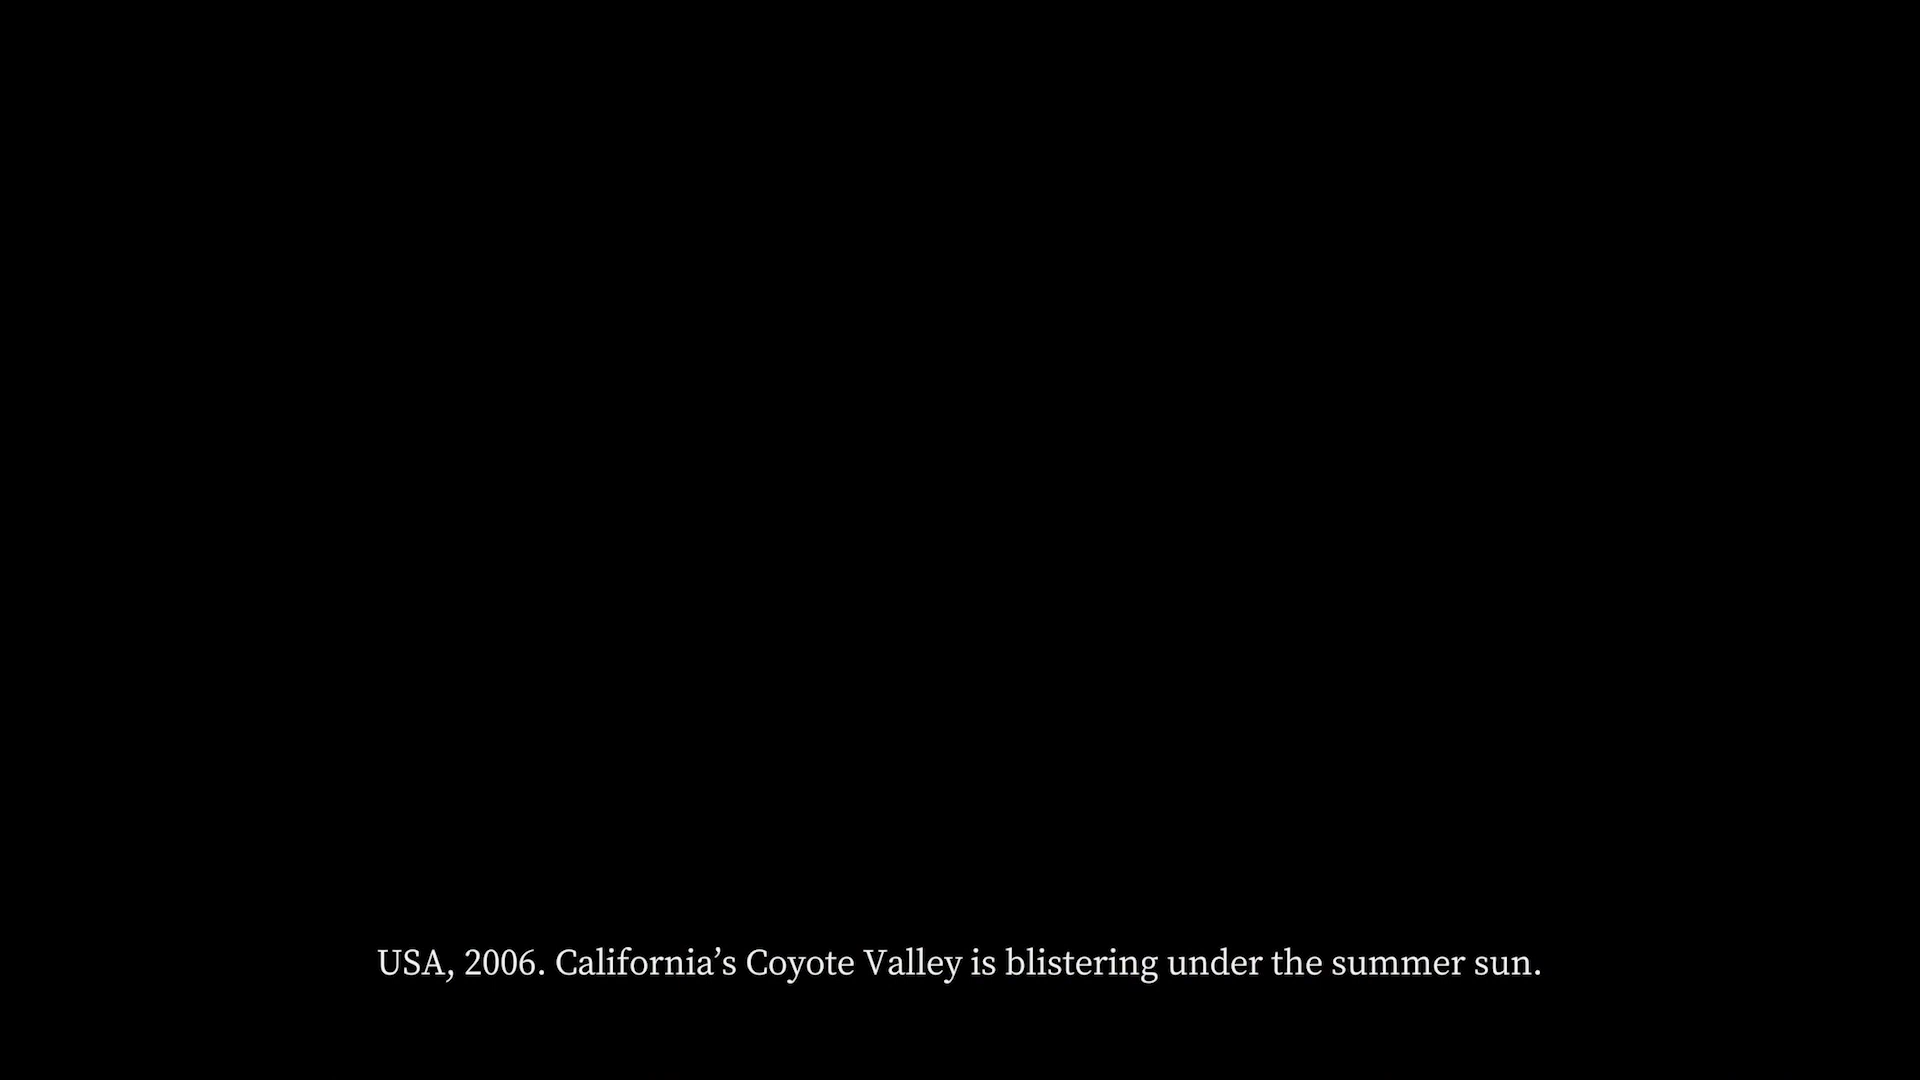 USA, 2006. California’s Coyote Valley is blistering under the summer sun.